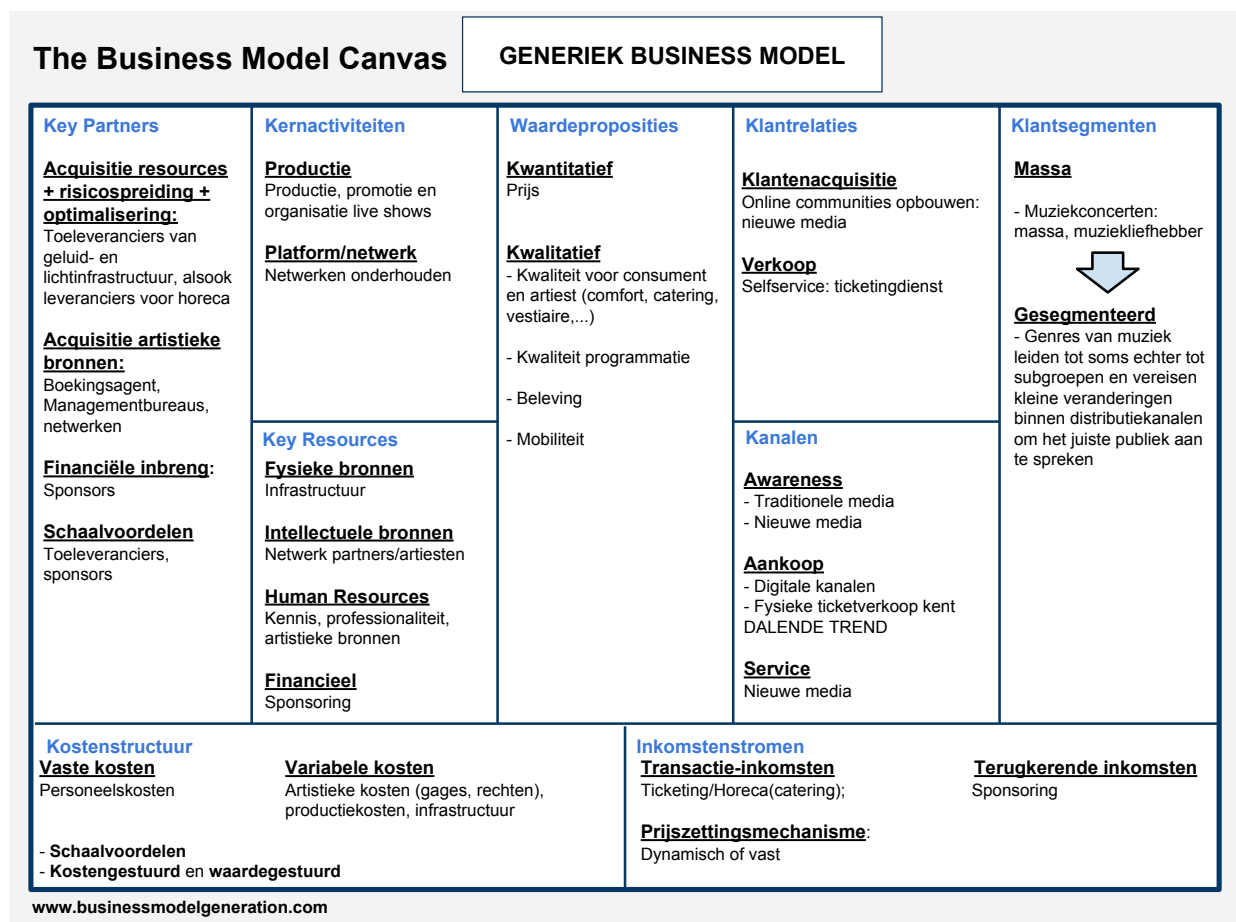 The Business Model Canvas
GENERIEK BUSINESS MODEL
Key Partners
Acquisitie resources
+ risicospreiding +
optimalisering:
Toeleveranciers van
geluid- en
lichtinfrastructuur, alsook
leveranciers voor horeca
Acquisitie artistieke
bronnen:
Boekingsagent,
Managementbureaus,
netwerken
Financiële inbreng:
Sponsors
Schaalvoordelen
Toeleveranciers,
sponsors
Kernactiviteiten
Productie
Productie, promotie en
organisatie live shows
Platform/netwerk
Netwerken onderhouden
Key Resources
Fysieke bronnen
Infrastructuur
Intellectuele bronnen
Netwerk partners/artiesten
Human Resources
Kennis, professionaliteit,
artistieke bronnen
Financieel
Sponsoring
Waardeproposities
Kwantitatief
Prijs
Kwalitatief
- Kwaliteit voor consument
en artiest (comfort, catering,
vestiaire,...)
- Kwaliteit programmatie
- Beleving
- Mobiliteit
Klantrelaties
Klantenacquisitie
Online communities opbouwen:
nieuwe media
Verkoop
Selfservice: ticketingdienst
Kanalen
Awareness
- Traditionele media
- Nieuwe media
Aankoop
- Digitale kanalen
- Fysieke ticketverkoop kent
DALENDE TREND
Service
Nieuwe media
Klantsegmenten
Massa
- Muziekconcerten:
massa, muziekliefhebber
Gesegmenteerd
- Genres van muziek
leiden tot soms echter tot
subgroepen en vereisen
kleine veranderingen
binnen distributiekanalen
om het juiste publiek aan
te spreken
Kostenstructuur
Vaste kosten
Personeelskosten
Variabele kosten
Artistieke kosten (gages, rechten),
productiekosten, infrastructuur
- Schaalvoordelen
- Kostengestuurd en waardegestuurd
Inkomstenstromen
Transactie-inkomsten
Ticketing/Horeca(catering);
Prijszettingsmechanisme:
Dynamisch of vast
Terugkerende inkomsten
Sponsoring
www.businessmodelgeneration.com